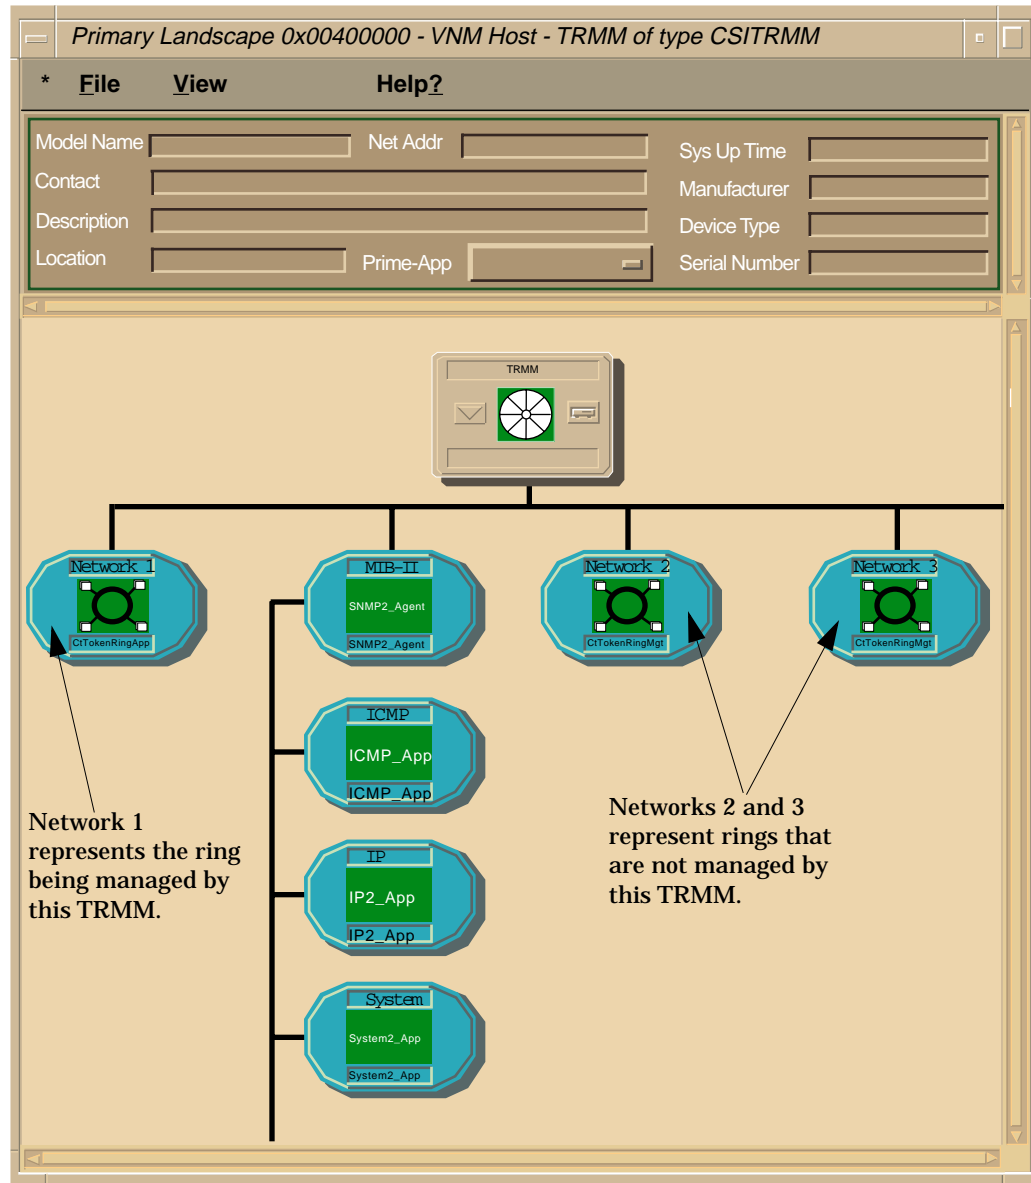 Primary Landscape 0x00400000 - VNM Host - TRMM of type CSITRMM
* File View Help?
Model Name
Net Addr
Sys Up Time
Contact
Manufacturer
Description
Device Type
Location
Prime-App
Serial Number
TRMM
Network 1
CtTokenRingApp
MIB-II
SNMP2_Agent
SNMP2_Agent
Network 2
CtTokenRingMgt
Network 3
CtTokenRingMgt
ICMP
ICMP_App
ICMP_App
IP
IP2_App
IP2_App
System
System2_App
System2_App
Network 1
represents the ring
being managed by
this TRMM.
Networks 2 and 3
represent rings that
are not managed by
this TRMM.